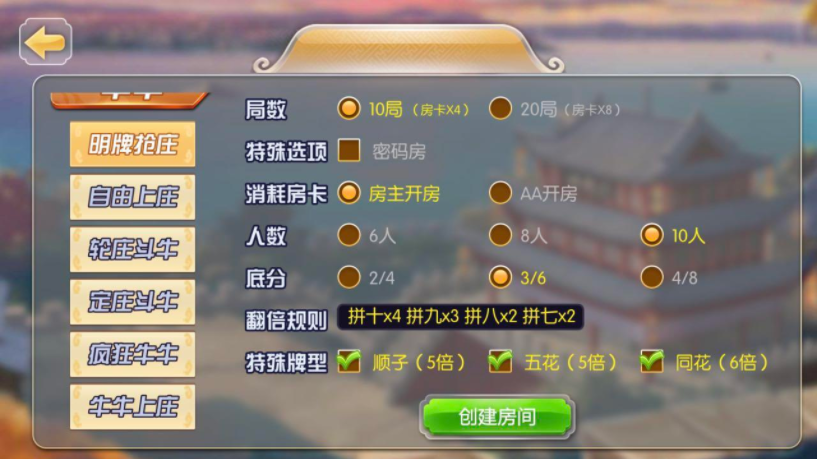 局数 10局（房卡X4） 20局（房卡X8）
明牌抢庄
特殊选项 密码房
自由上庄
消耗房卡 房主开房 AA开房
轮庄斗牛
人数 6人 8人 10人
定庄斗牛
底分 2/4 3/6 4/8
疯狂牛牛
翻倍规则 拼十x4 拼九x3 拼八x2 拼七x2
牛牛上庄
特殊牌型 顺子（5倍） 五花（5倍） 同花（6倍）
创建房间